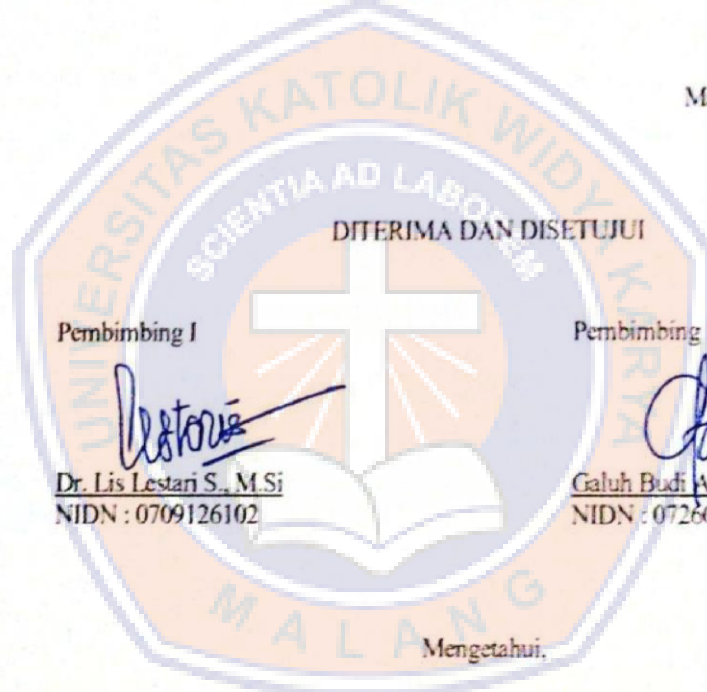 UNIVERSITAS KATOLIK WIDYA KARYA
SCIENTIA AD LABOREM
DITERIMA DAN DISETUJUI
Pembimbing I
Pembimbing
Dr. Lis Lestari S., M.Si
Galuh Budi
NIDN : 0709126102
NIDN :
MALANG
Mengetahui,